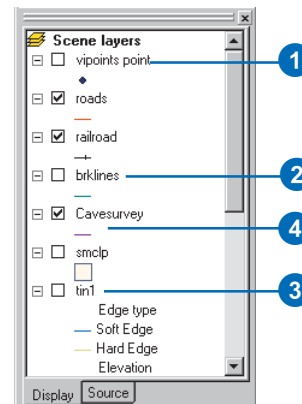 Scene layers
vipoints point
1
roads
railroad
brklines
2
Cavesurvey
4
smclp
tin1
3
Edge type
Soft Edge
Hard Edge
Elevation
Display Source